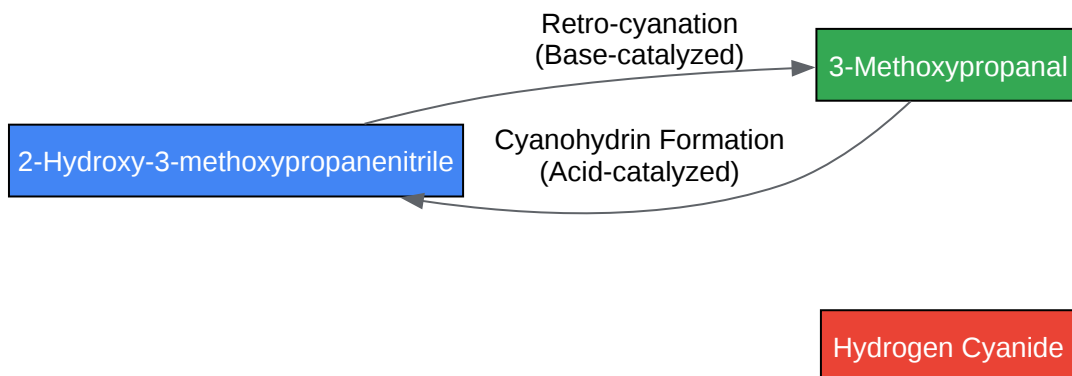 Retro-cyanation
(Base-catalyzed)
3-Methoxypropanal
2-Hydroxy-3-methoxypropanenitrile
Cyanohydrin Formation
(Acid-catalyzed)
Hydrogen Cyanide